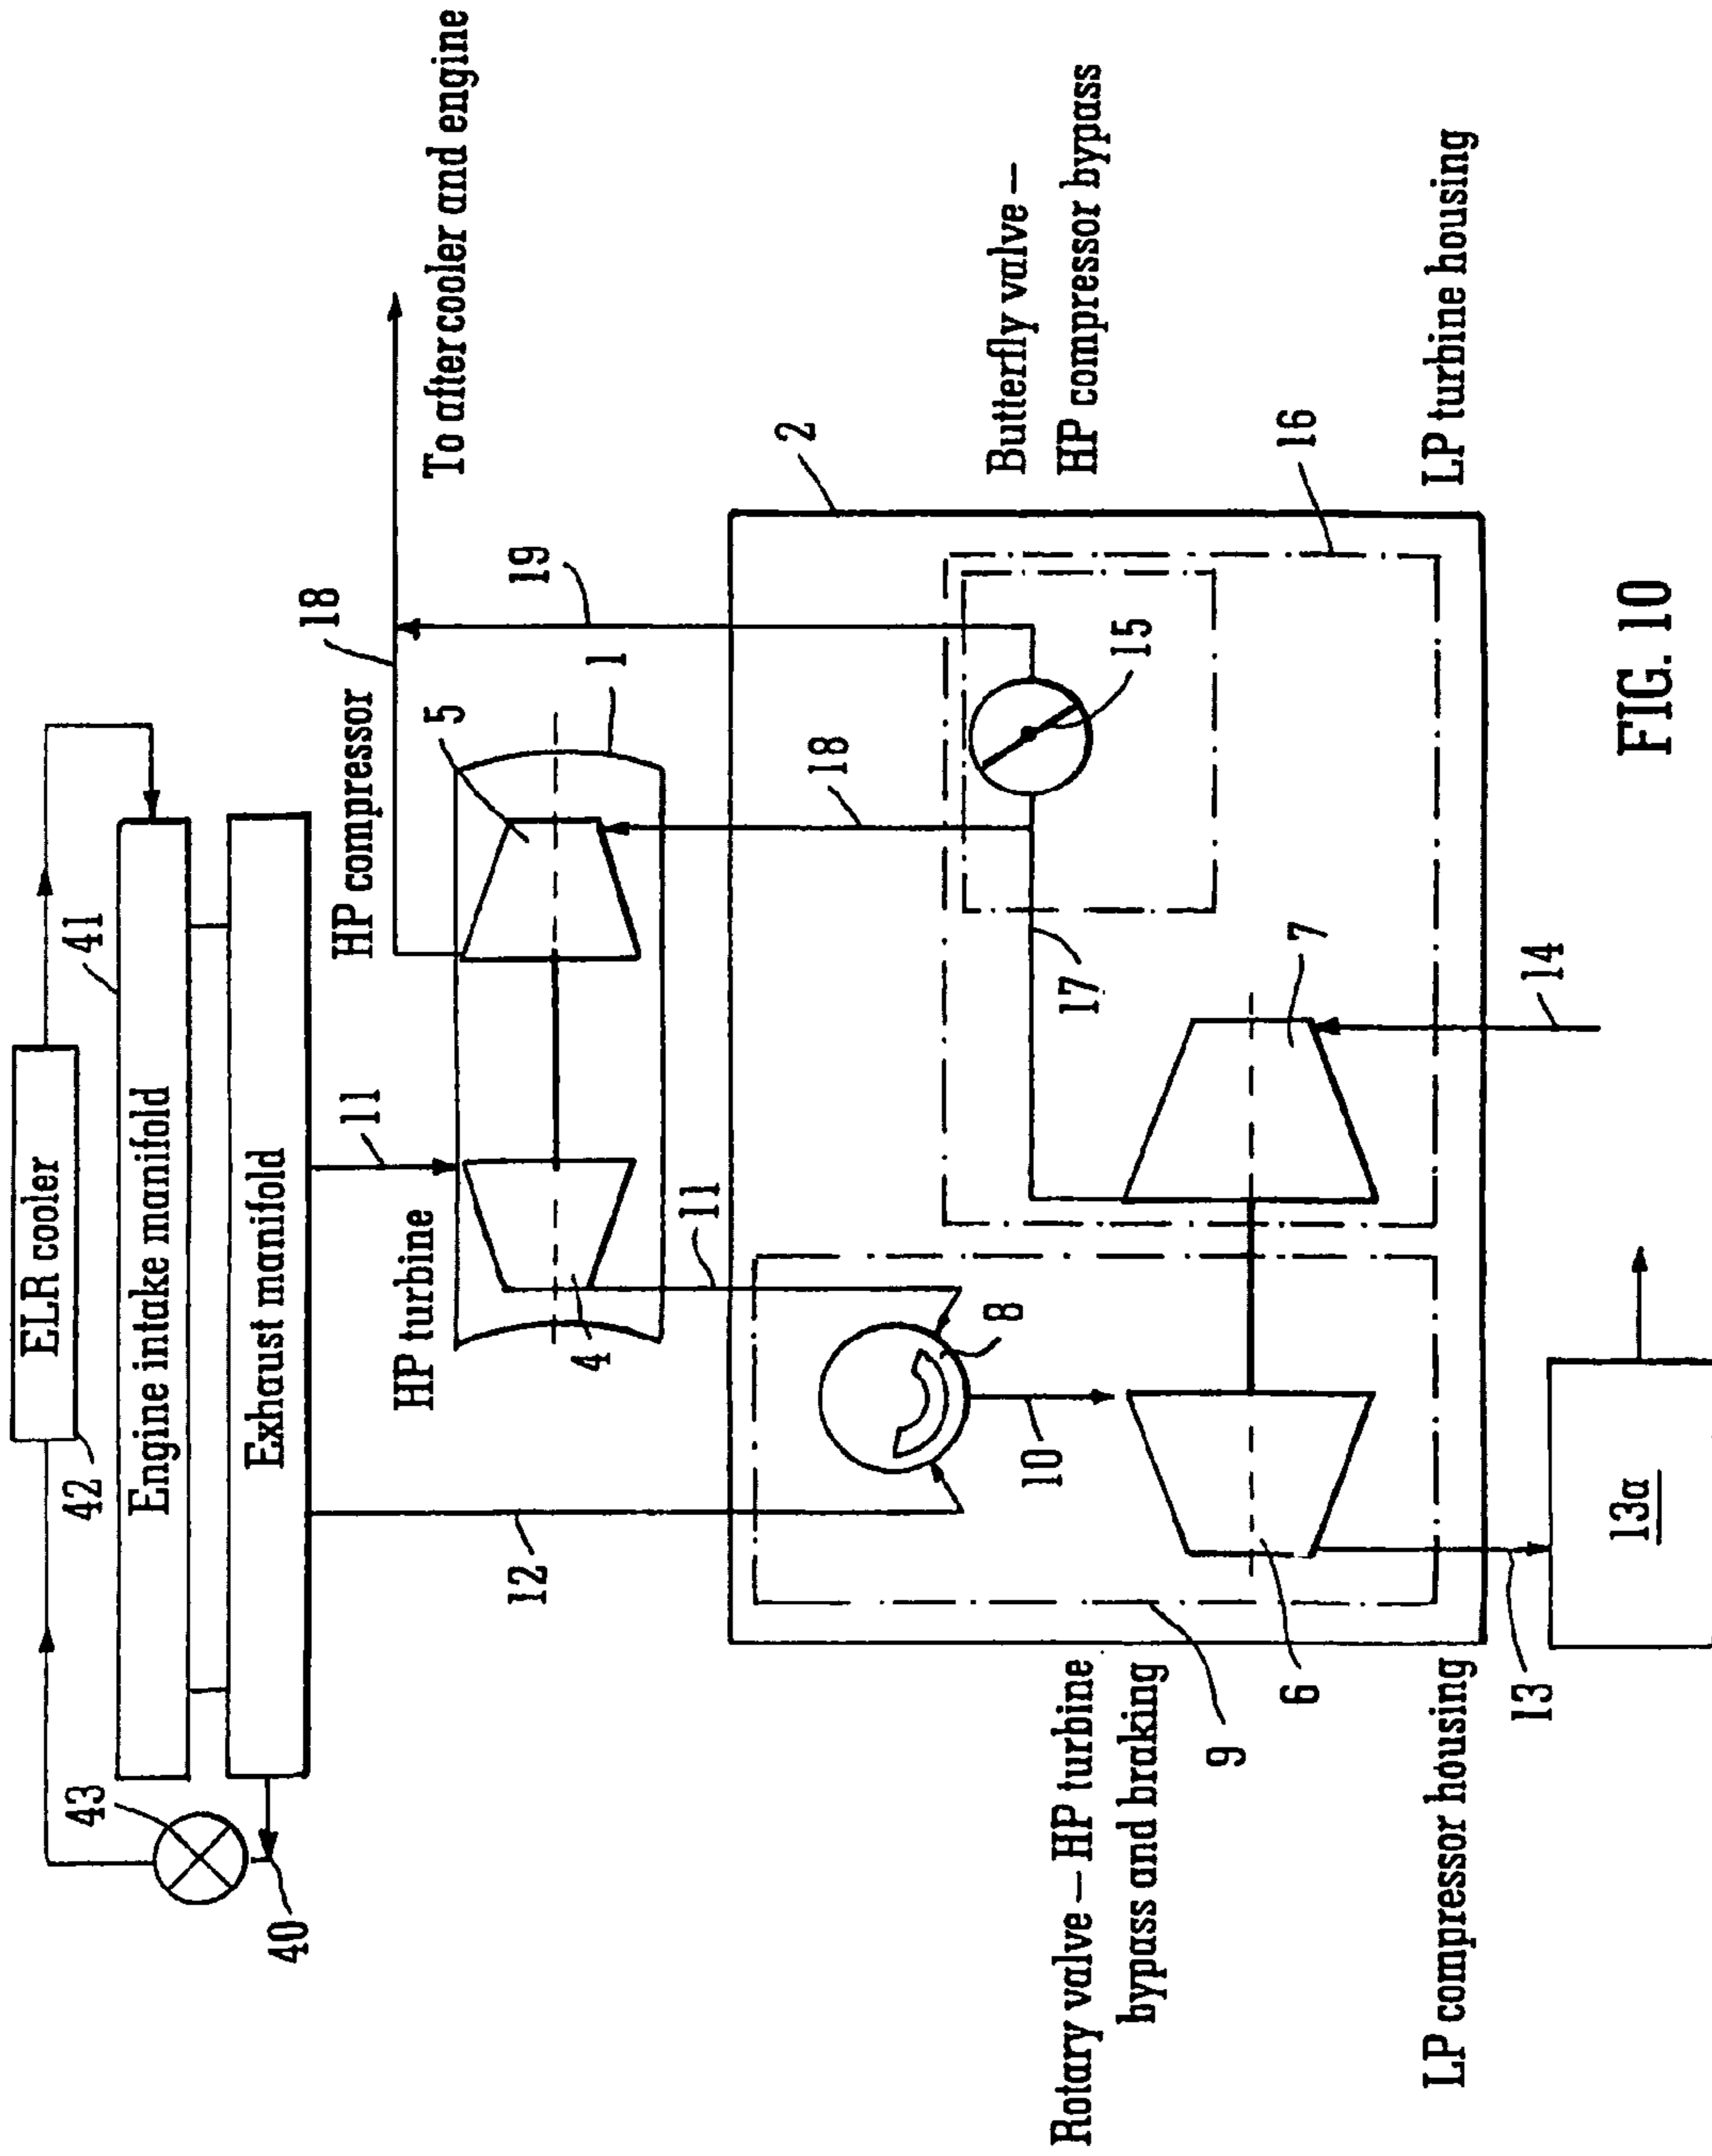 ELR cooler
42
43
41
Engine intake manifold
Exhaust manifold
40
11
18
HP compressor
To aftercooler and engine
HP turbine
5
1
19
4
11
12
18
2
Butterfly valve –
HP compressor bypass
8
10
15
17
7
16
Rotary valve – HP turbine
bypass and braking
9
6
LP compressor housing
LP turbine housing
13
14
13a
FIG. 10